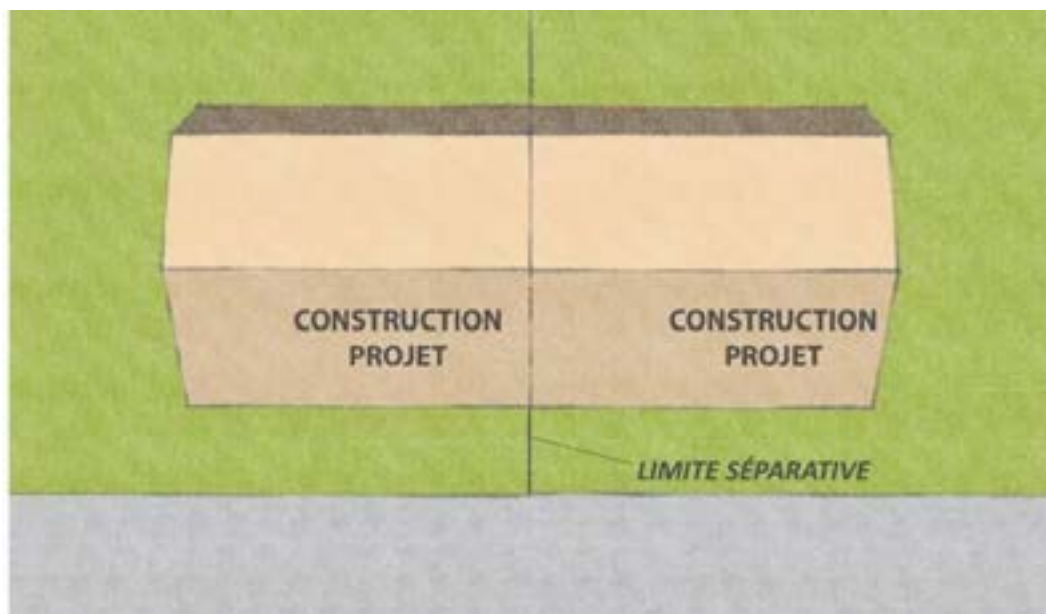 CONSTRUCTION
PROJET
CONSTRUCTION
PROJET
LIMITE SÉPARATIVE